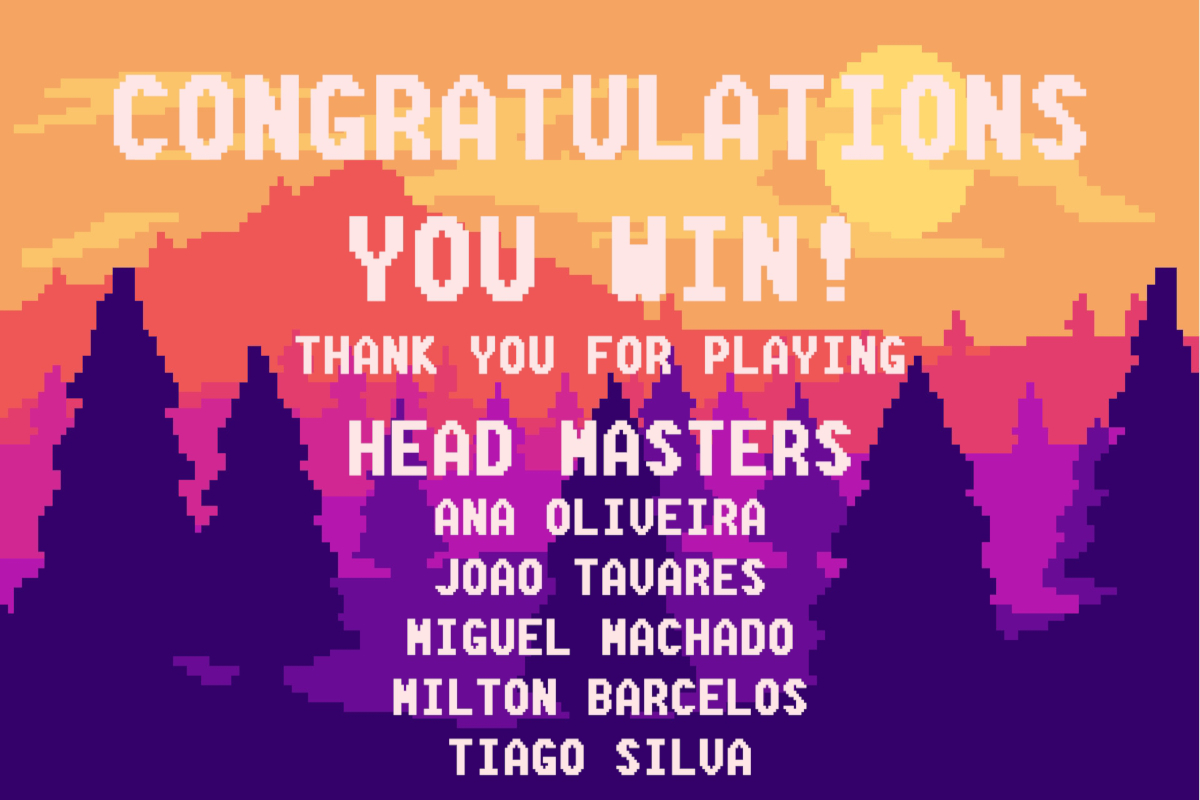 CONGRATULATIONS
YOU WIN!
THANK YOU FOR PLAYING
HEAD MASTERS
ANA OLIVEIRA
JOAO TAVARES
MIGUEL MACHADO
MILTON BARCELOS
TIAGO SILVA